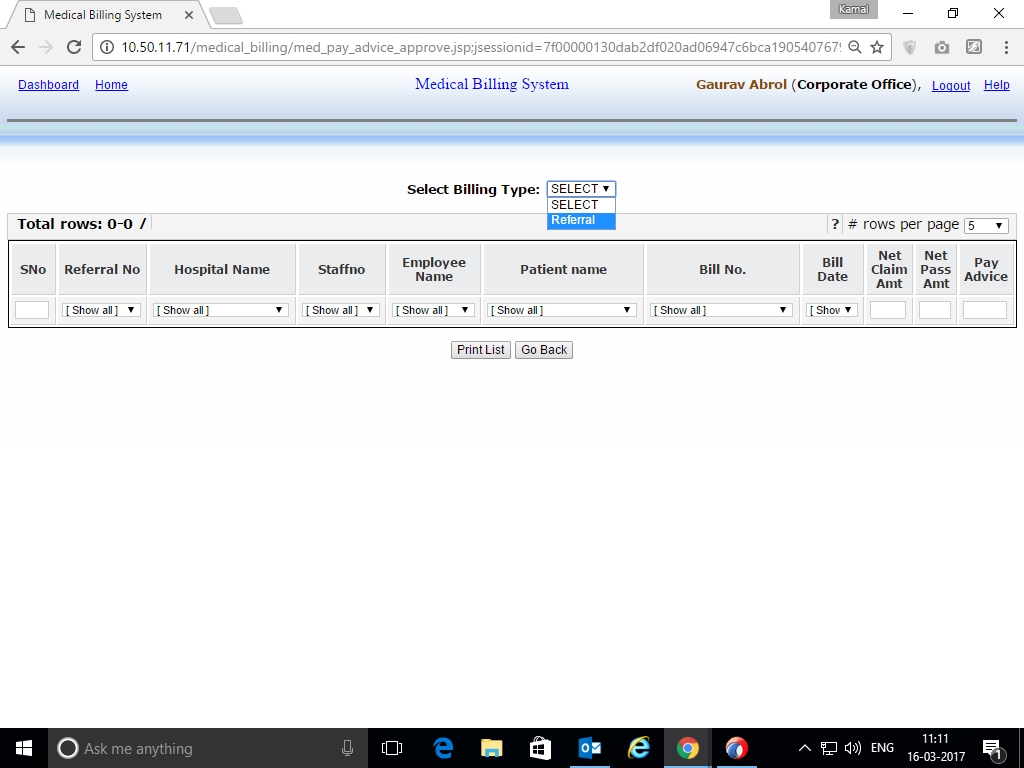 Medical Billing System
Kamal
10.50.11.71/medical_billing/med_pay_advice_approve.jsp;jsessionid=7f00000130dab2df020ad06947c6bca190540767
Dashboard Home Medical Billing System Gaurav Abrol (Corporate Office), Logout Help
Select Billing Type: SELECT
SELECT
Referral
Total rows: 0-0 / ? # rows per page 5
SNo Referral No Hospital Name Staffno Employee Name Patient name Bill No. Bill Date Net Claim Amt Net Pass Amt Pay Advice
[ Show all ] [ Show all ] [ Show all ] [ Show all ] [ Show all ] [ Show all ] [ Show
Print List Go Back
Ask me anything
ENG
11:11
16-03-2017
1